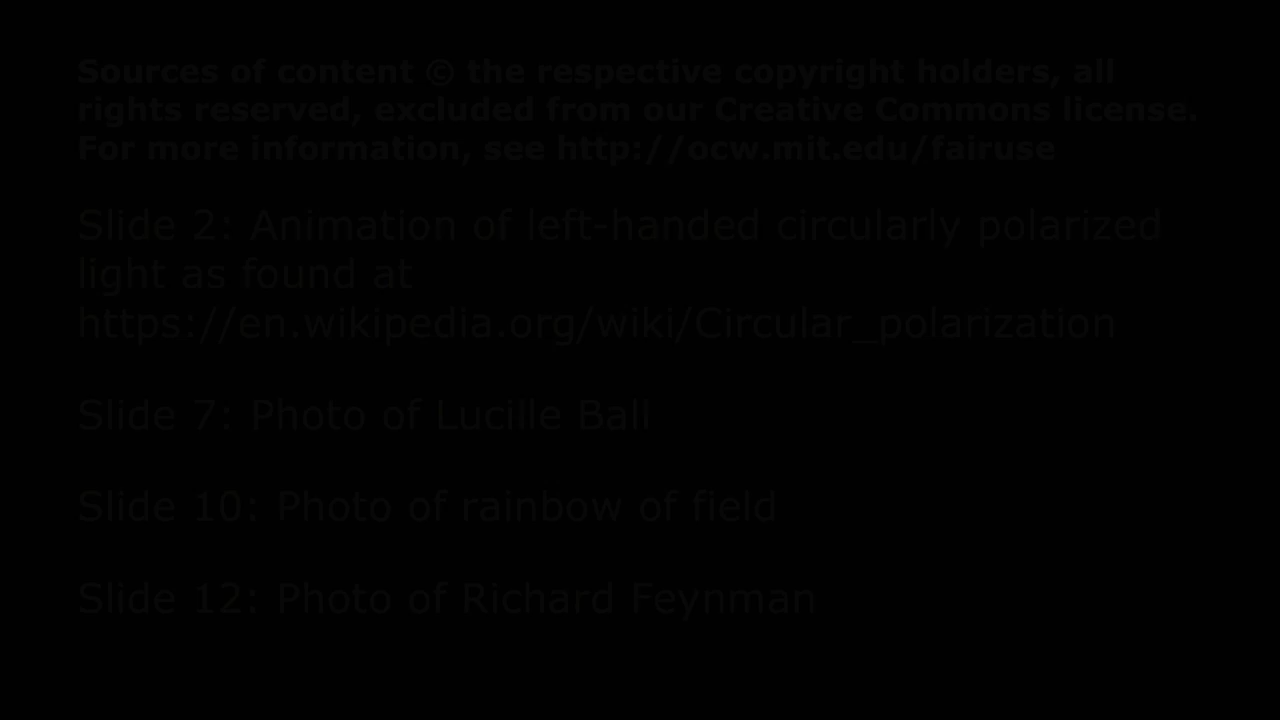 Sources of content © the respective copyright holders, all
rights reserved, excluded from our Creative Commons license.
For more information, see http://ocw.mit.edu/fairuse
Slide 2: Animation of left-handed circularly polarized
light as found at
https://en.wikipedia.org/wiki/Circular_polarization
Slide 7: Photo of Lucille Ball
Slide 10: Photo of rainbow of field
Slide 12: Photo of Richard Feynman